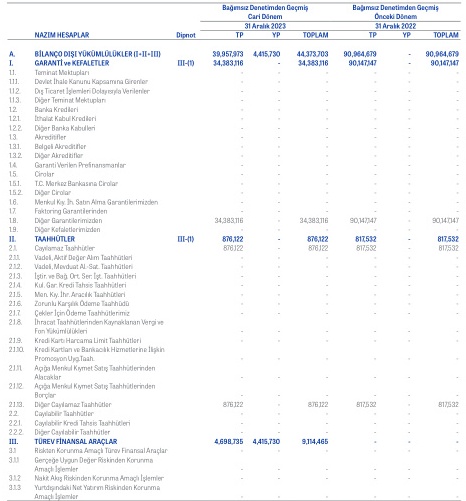 Bağımsız Denetimden Geçmiş Bağımsız Denetimden Geçmiş
Cari Dönem Önceki Dönem
31 Aralık 2023 31 Aralık 2022
NAZIM HESAPLAR Dipnot TP YP TOPLAM TP YP TOPLAM
A. BİLANÇO DIŞI YÜKÜMLÜLÜKLER (I+II+III) 39,957,973 4,415,730 44,373,703 90,964,679 - 90,964,679
I. GARANTİ ve KEFALETLER III-(1) 34,383,116 - 34,383,116 90,147,147 - 90,147,147
1.1. Teminat Mektupları - - - - - -
1.1.1. Devlet İhale Kanunu Kapsamına Girenler - - - - - -
1.1.2. Dış Ticaret İşlemleri Dolayısıyla Verilenler - - - - - -
1.1.3. Diğer Teminat Mektupları - - - - - -
1.2. Banka Kredileri - - - - - -
1.2.1. İthalat Kabul Kredileri - - - - - -
1.2.2. Diğer Banka Kabulleri - - - - - -
1.3. Akreditifler - - - - - -
1.3.1. Belgeli Akreditifler - - - - - -
1.3.2. Diğer Akreditifler - - - - - -
1.4. Garanti Verilen Prefinansmanlar - - - - - -
1.5. Cirolar - - - - - -
1.5.1. T.C. Merkez Bankasına Cirolar - - - - - -
1.5.2. Diğer Cirolar - - - - - -
1.6. Menkul Kıy. İh. Satın Alma Garantilerimizden - - - - - -
1.7. Faktoring Garantilerinden - - - - - -
1.8. Diğer Garantilerimizden 34,383,116 - 34,383,116 90,147,147 - 90,147,147
1.9. Diğer Kefaletlerimizden - - - - - -
II. TAAHHÜTLER III-(1) 876,122 - 876,122 817,532 - 817,532
2.1. Cayılamaz Taahhütler 876,122 - 876,122 817,532 - 817,532
2.1.1. Vadeli, Aktif Değer Alım Taahhütleri - - - - - -
2.1.2. Vadeli, Mevduat Al.-Sat. Taahhütleri - - - - - -
2.1.3. İştir. ve Bağ. Ort. Ser. İşt. Taahhütleri - - - - - -
2.1.4. Kul. Gar. Kredi Tahsis Taahhütleri - - - - - -
2.1.5. Men. Kıy. İhr. Aracılık Taahhütleri - - - - - -
2.1.6. Zorunlu Karşılık Ödeme Taahhüdü - - - - - -
2.1.7. Çekler İçin Ödeme Taahhütlerimiz - - - - - -
2.1.8. İhracat Taahhütlerinden Kaynaklanan Vergi ve
Fon Yükümlülükleri - - - - - -
2.1.9. Kredi Kartı Harcama Limit Taahhütleri - - - - - -
2.1.10. Kredi Kartları ve Bankacılık Hizmetlerine İlişkin
Promosyon Uyg.Taah. - - - - - -
2.1.11. Açığa Menkul Kıymet Satış Taahhütlerinden
Alacaklar - - - - - -
2.1.12. Açığa Menkul Kıymet Satış Taahhütlerinden
Borçlar - - - - - -
2.1.13. Diğer Cayılamaz Taahhütler 876,122 - 876,122 817,532 - 817,532
2.2. Cayılabilir Taahhütler - - - - - -
2.2.1. Cayılabilir Kredi Tahsis Taahhütleri - - - - - -
2.2.2. Diğer Cayılabilir Taahhütler - - - - - -
III. TÜREV FİNANSAL ARAÇLAR 4,698,735 4,415,730 9,114,465 - - -
3.1 Riskten Korunma Amaçlı Türev Finansal Araçlar - - - - - -
3.1.1 Gerçeğe Uygun Değer Riskinden Korunma
Amaçlı İşlemler - - - - - -
3.1.2 Nakit Akış Riskinden Korunma Amaçlı İşlemler - - - - - -
3.1.3 Yurtdışındaki Net Yatırım Riskinden Korunma
Amaçlı İşlemler - - - - - -